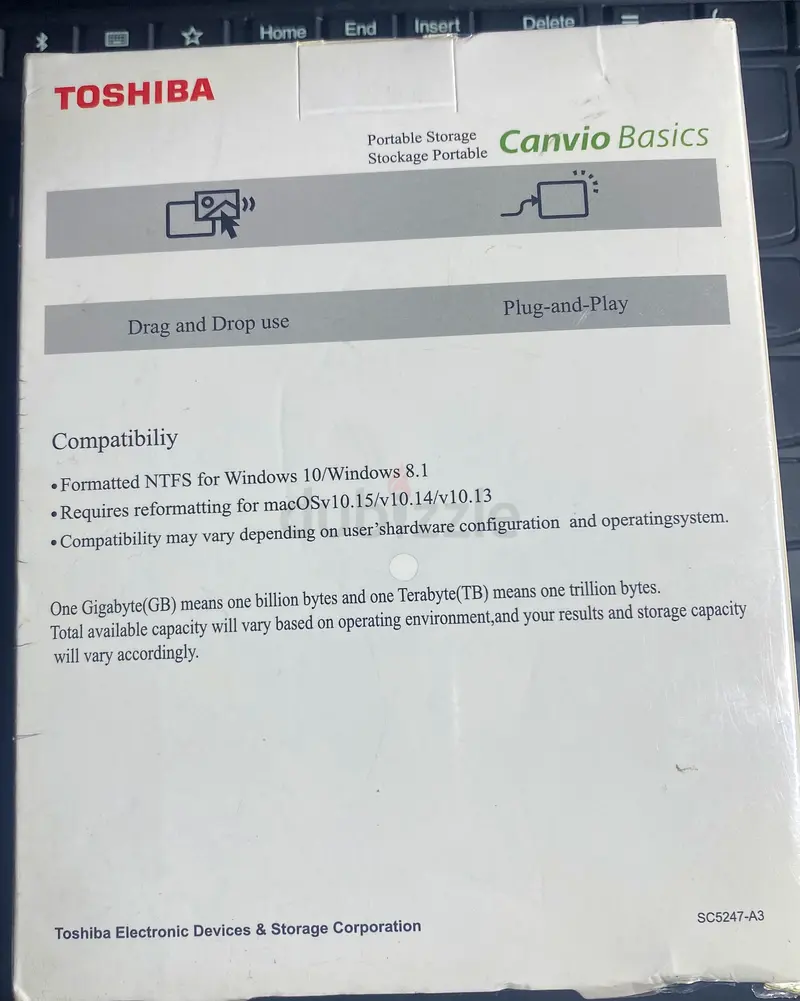 Home End Insert Delete
TOSHIBA
Portable Storage
Stockage Portable
Canvio Basics
Drag and Drop use
Plug-and-Play
Compatibiliy
•Formatted NTFS for Windows 10/Windows 8.1
•Requires reformatting for macOSv10.15/v10.14/v10.13
•Compatibility may vary depending on user'shardware configuration and operatingsystem.
dubizzle
One Gigabyte(GB) means one billion bytes and one Terabyte(TB) means one trillion bytes.
Total available capacity will vary based on operating environment,and your results and storage capacity
will vary accordingly.
Toshiba Electronic Devices & Storage Corporation
SC5247-A3